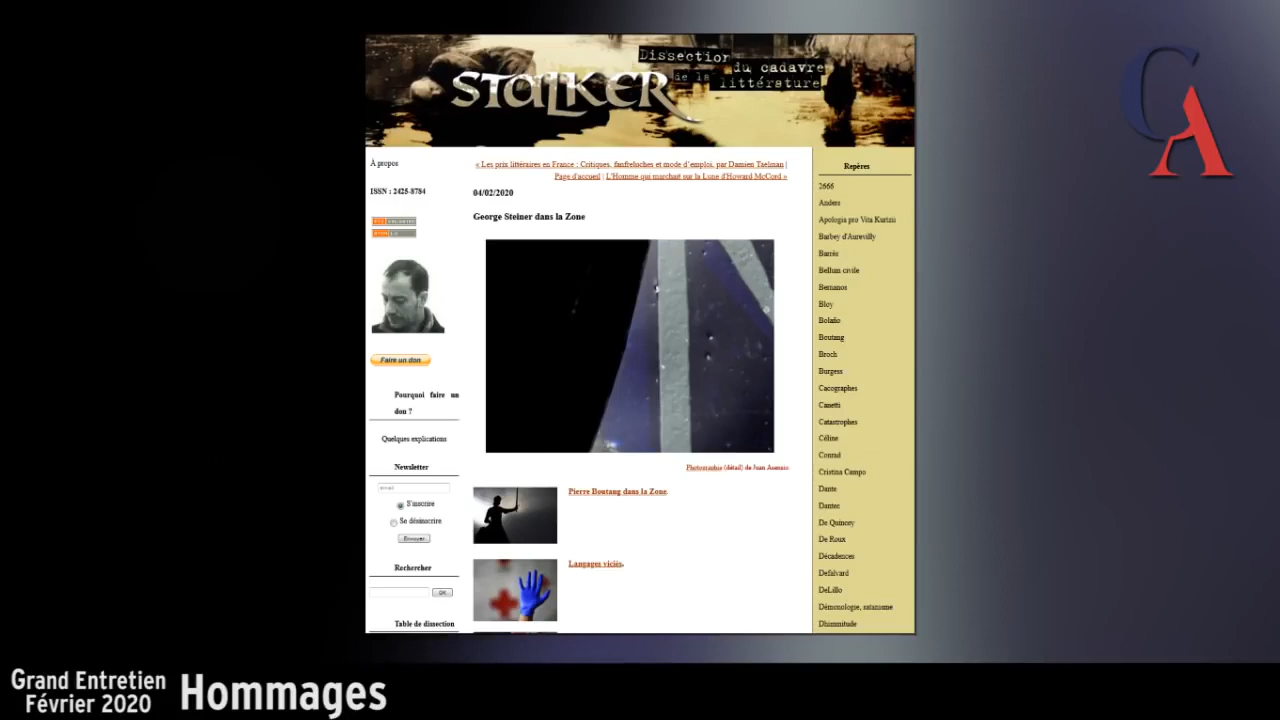 STALKER
Dissection
du cadavre
de la
littérature
CA
À propos
ISSN : 2425-8784
Faire un don
Pourquoi faire un
don ?
Quelques explications
Newsletter
email
S'inscrire
Se désinscrire
Envoyer
Rechercher
OK
Table de dissection
« Les prix littéraires en France : Critiques, fanfreluches et mode d'emploi, par Damien Taelman |
Page d'accueil | L'Homme qui marchait sur la Lune d'Howard McCord »
04/02/2020
George Steiner dans la Zone
Photographie (détail) de Juan Asensio
Pierre Boutang dans la Zone.
Langages viciés.
Repères
2666
Anders
Apologia pro Vita Kurtzii
Barbey d'Aurevilly
Barrès
Bellum civile
Bernanos
Bloy
Bolaño
Boutang
Broch
Burgess
Cacographes
Canetti
Catastrophes
Céline
Conrad
Cristina Campo
Dante
Dantec
De Quincey
De Roux
Décadences
Defalvard
DeLillo
Démonologie, satanisme
Dhimmitude
Grand Entretien
Février 2020
Hommages